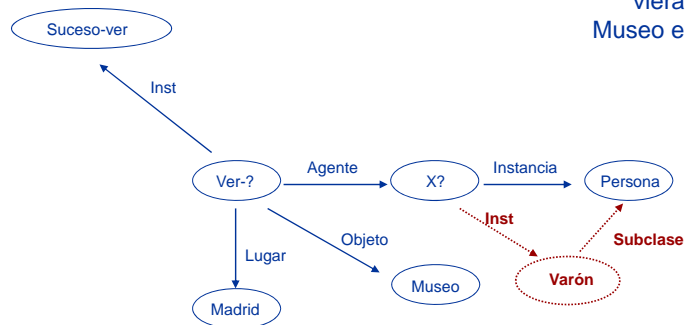 viera
Museo e
Suceso-ver
Inst
Ver-?
Agente
X?
Instancia
Persona
Inst
Subclase
Objeto
Lugar
Varón
Museo
Madrid